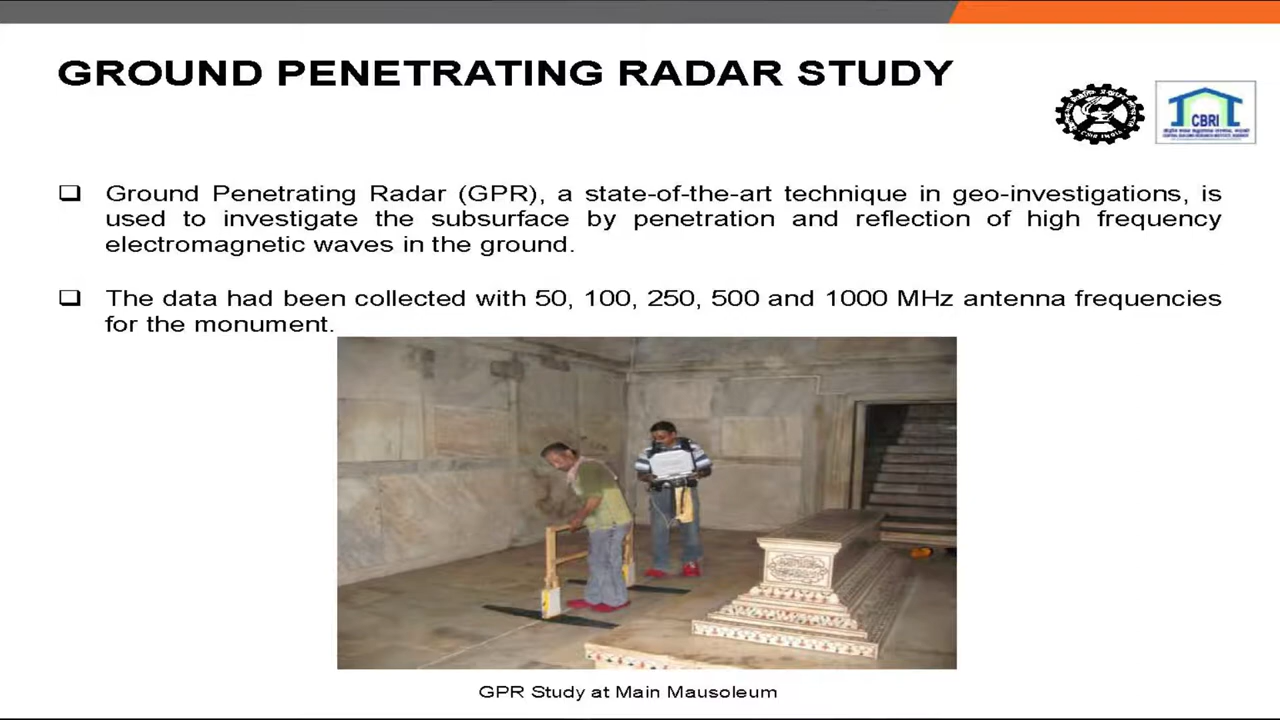 GROUND PENETRATING RADAR STUDY
CBRI
Ground Penetrating Radar (GPR), a state-of-the-art technique in geo-investigations, is
used to investigate the subsurface by penetration and reflection of high frequency
electromagnetic waves in the ground.
The data had been collected with 50, 100, 250, 500 and 1000 MHz antenna frequencies
for the monument.
GPR Study at Main Mausoleum